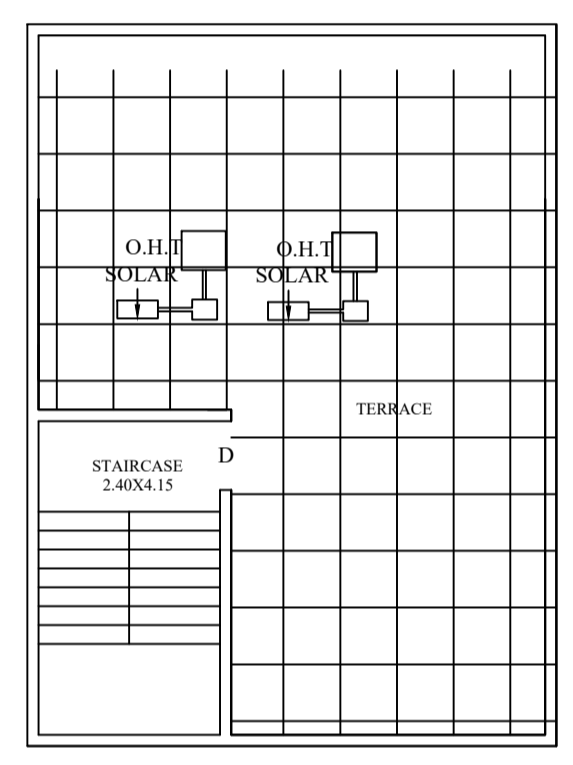 O.H.T
SOLAR
O.H.T
SOLAR
TERRACE
D
STAIRCASE
2.40X4.15